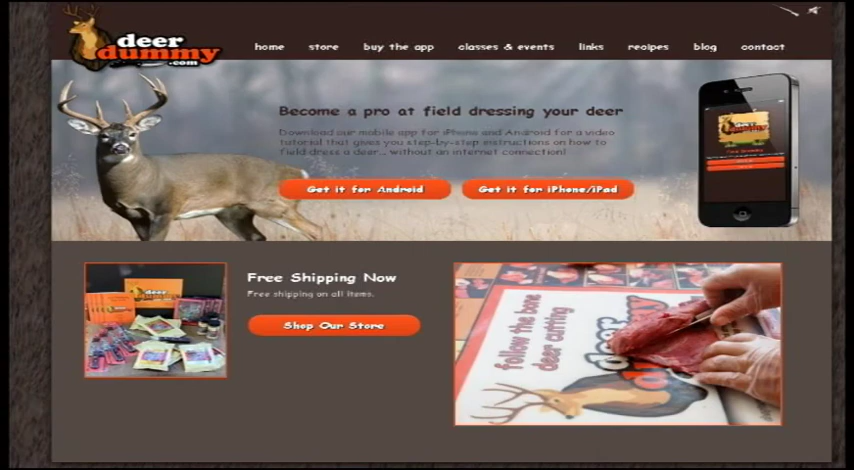 deer
dummy
.com
home store buy the app classes & events links recipes blog contact
Become a pro at field dressing your deer
Download our mobile app for iPhone and Android for a video
tutorial that gives you step-by-step instructions on how to
field dress a deer... without an internet connection!
Get it for Android Get it for iPhone/iPad
Free Shipping Now
Free shipping on all items.
Shop Our Store
deer
dummy
follow the bone
deer cutting
deer